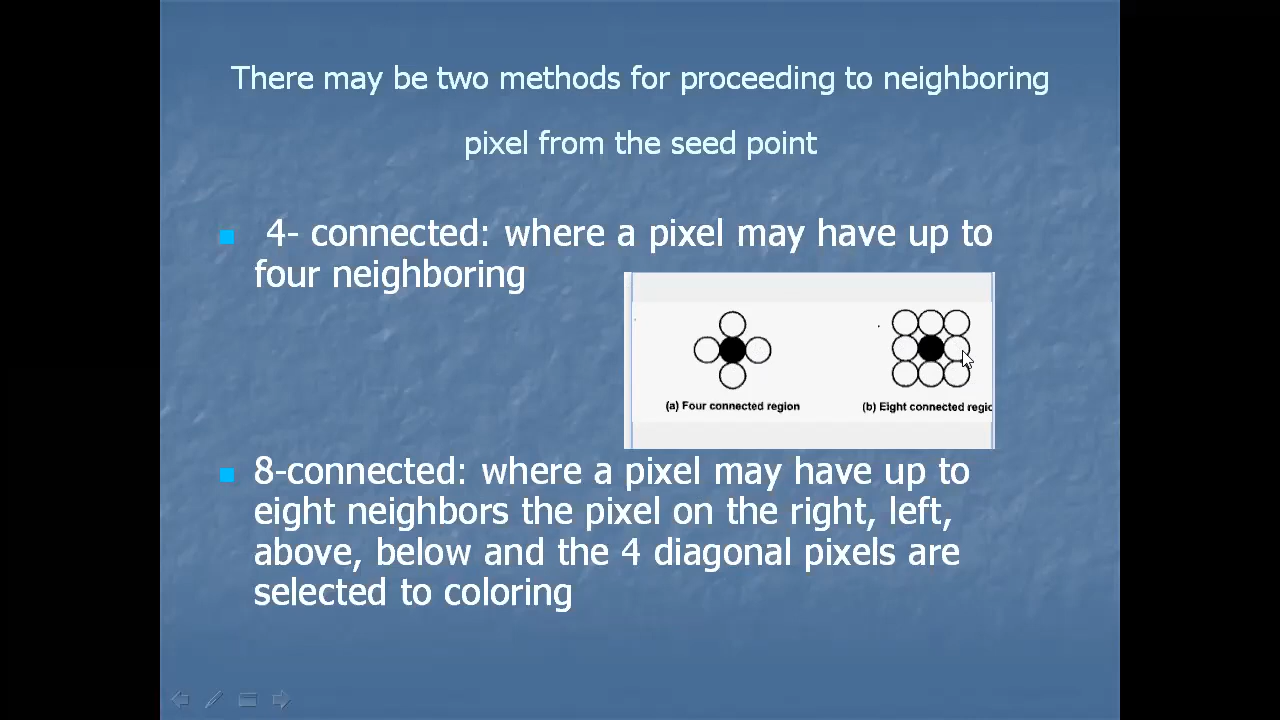 There may be two methods for proceeding to neighboring
pixel from the seed point
4- connected: where a pixel may have up to
four neighboring
(a) Four connected region
(b) Eight connected regio
8-connected: where a pixel may have up to
eight neighbors the pixel on the right, left,
above, below and the 4 diagonal pixels are
selected to coloring